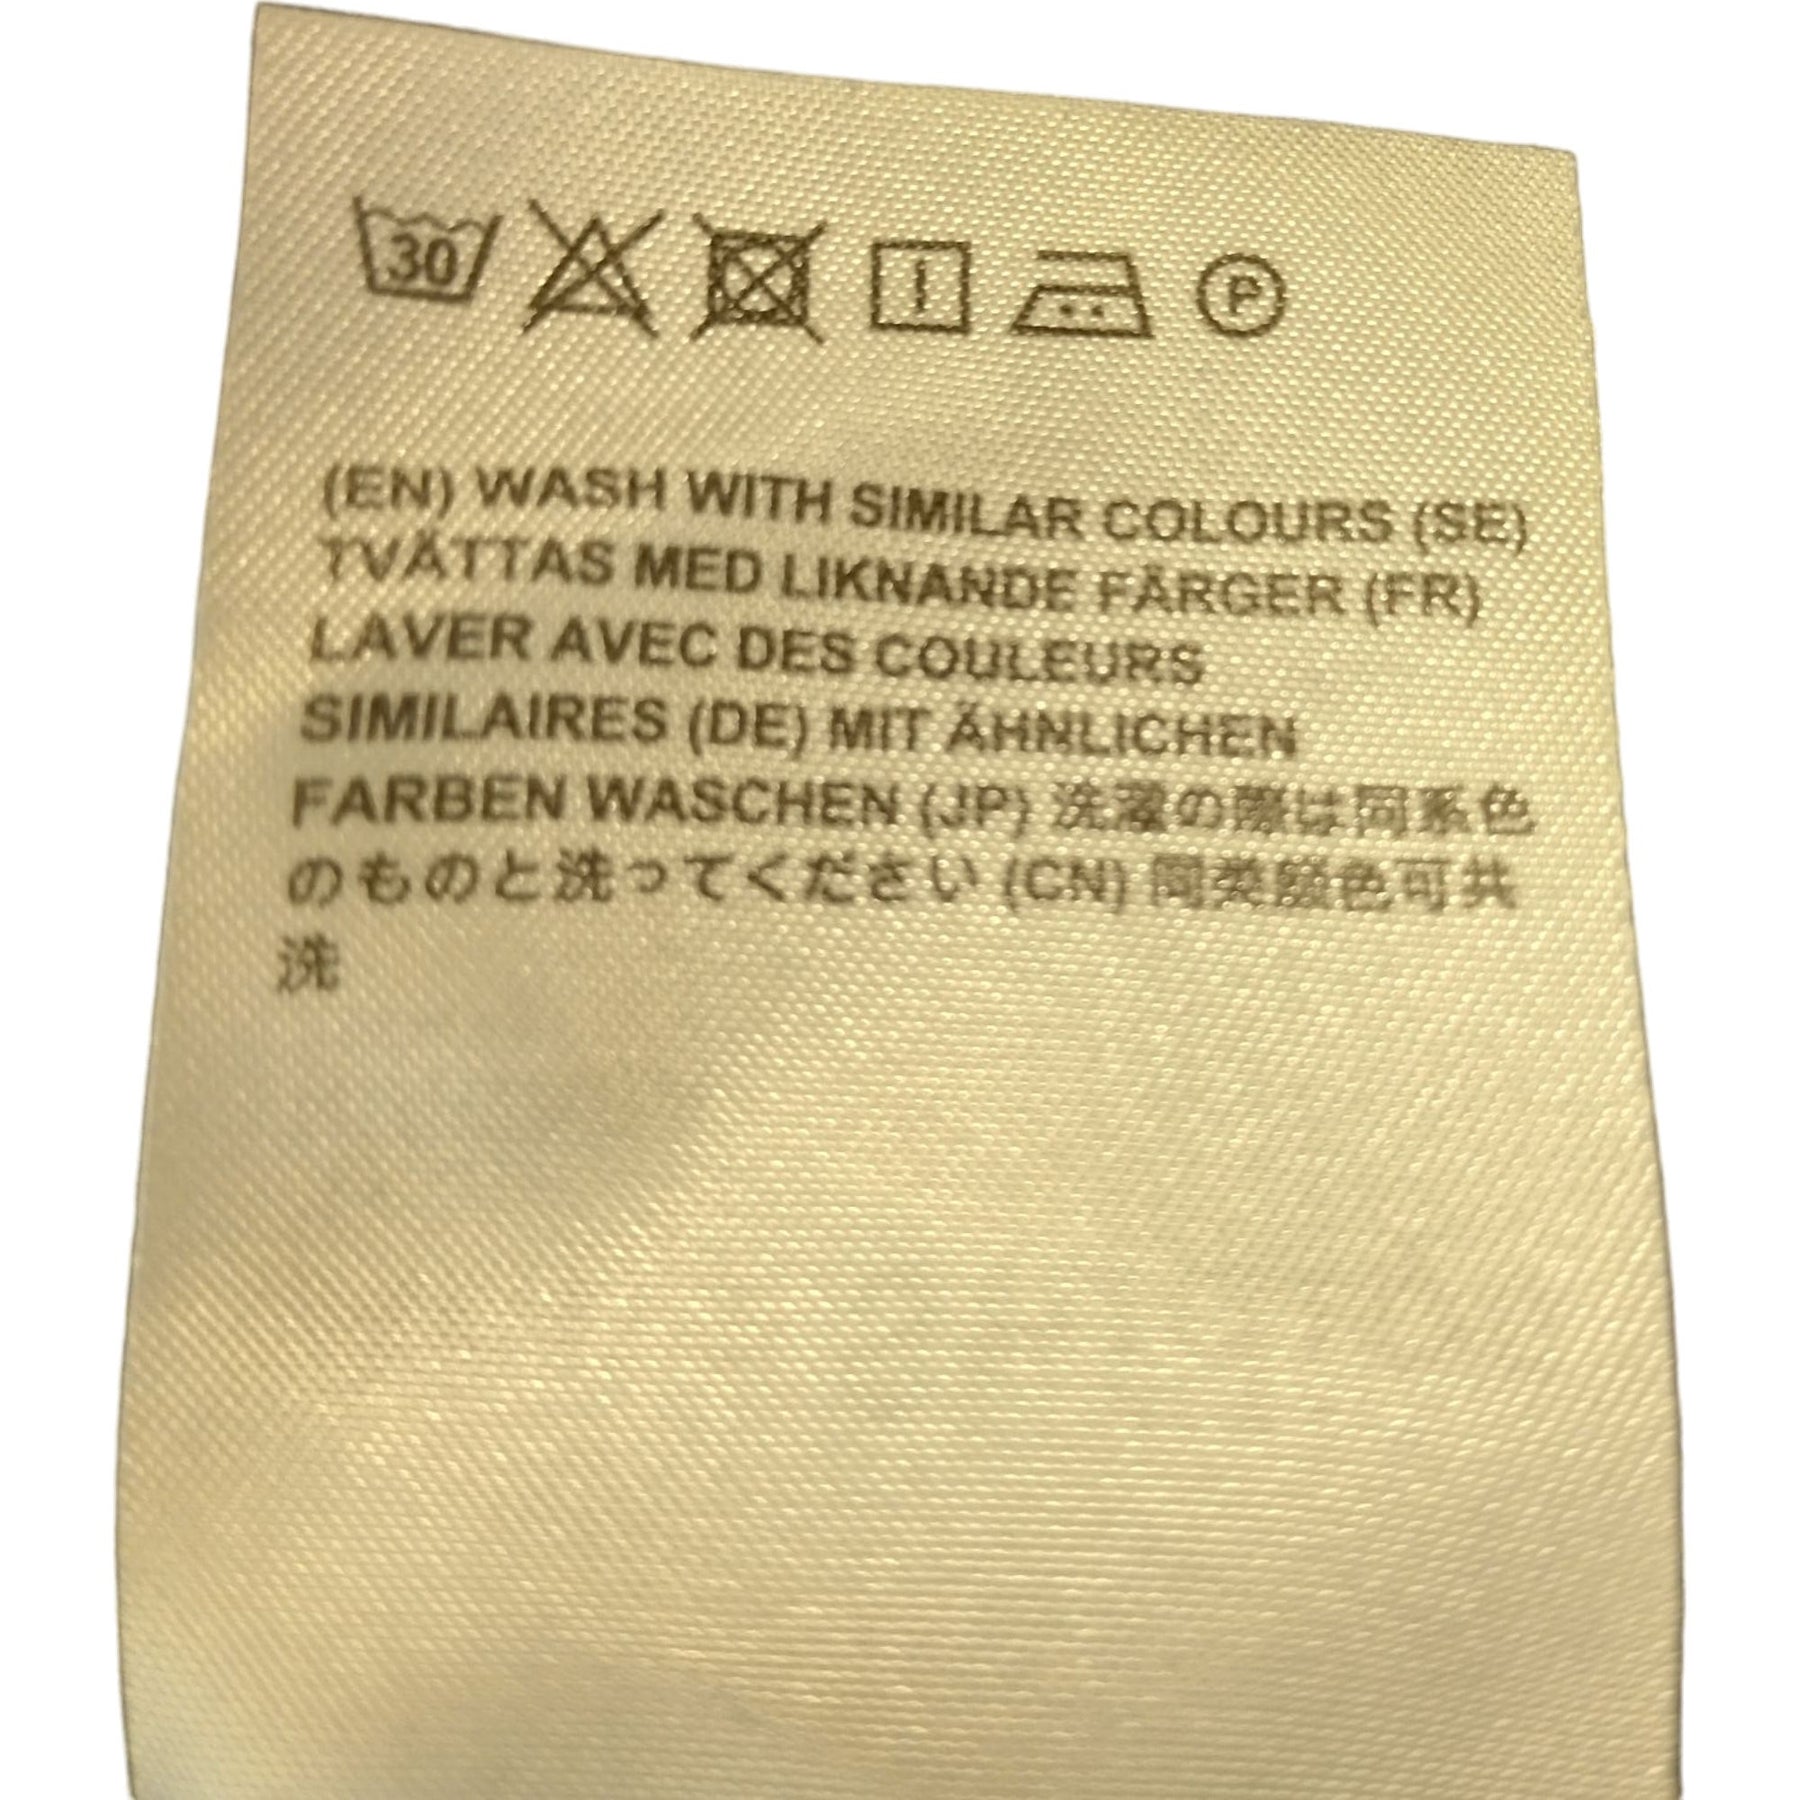 30
P
(EN) WASH WITH SIMILAR COLOURS (SE)
TVÄTTAS MED LIKNANDE FÄRGER (FR)
LAVER AVEC DES COULEURS
SIMILAIRES (DE) MIT ÄHNLICHEN
FARBEN WASCHEN (JP) 洗濯の際は同系色
のものと洗ってください (CN) 同类颜色可共
洗